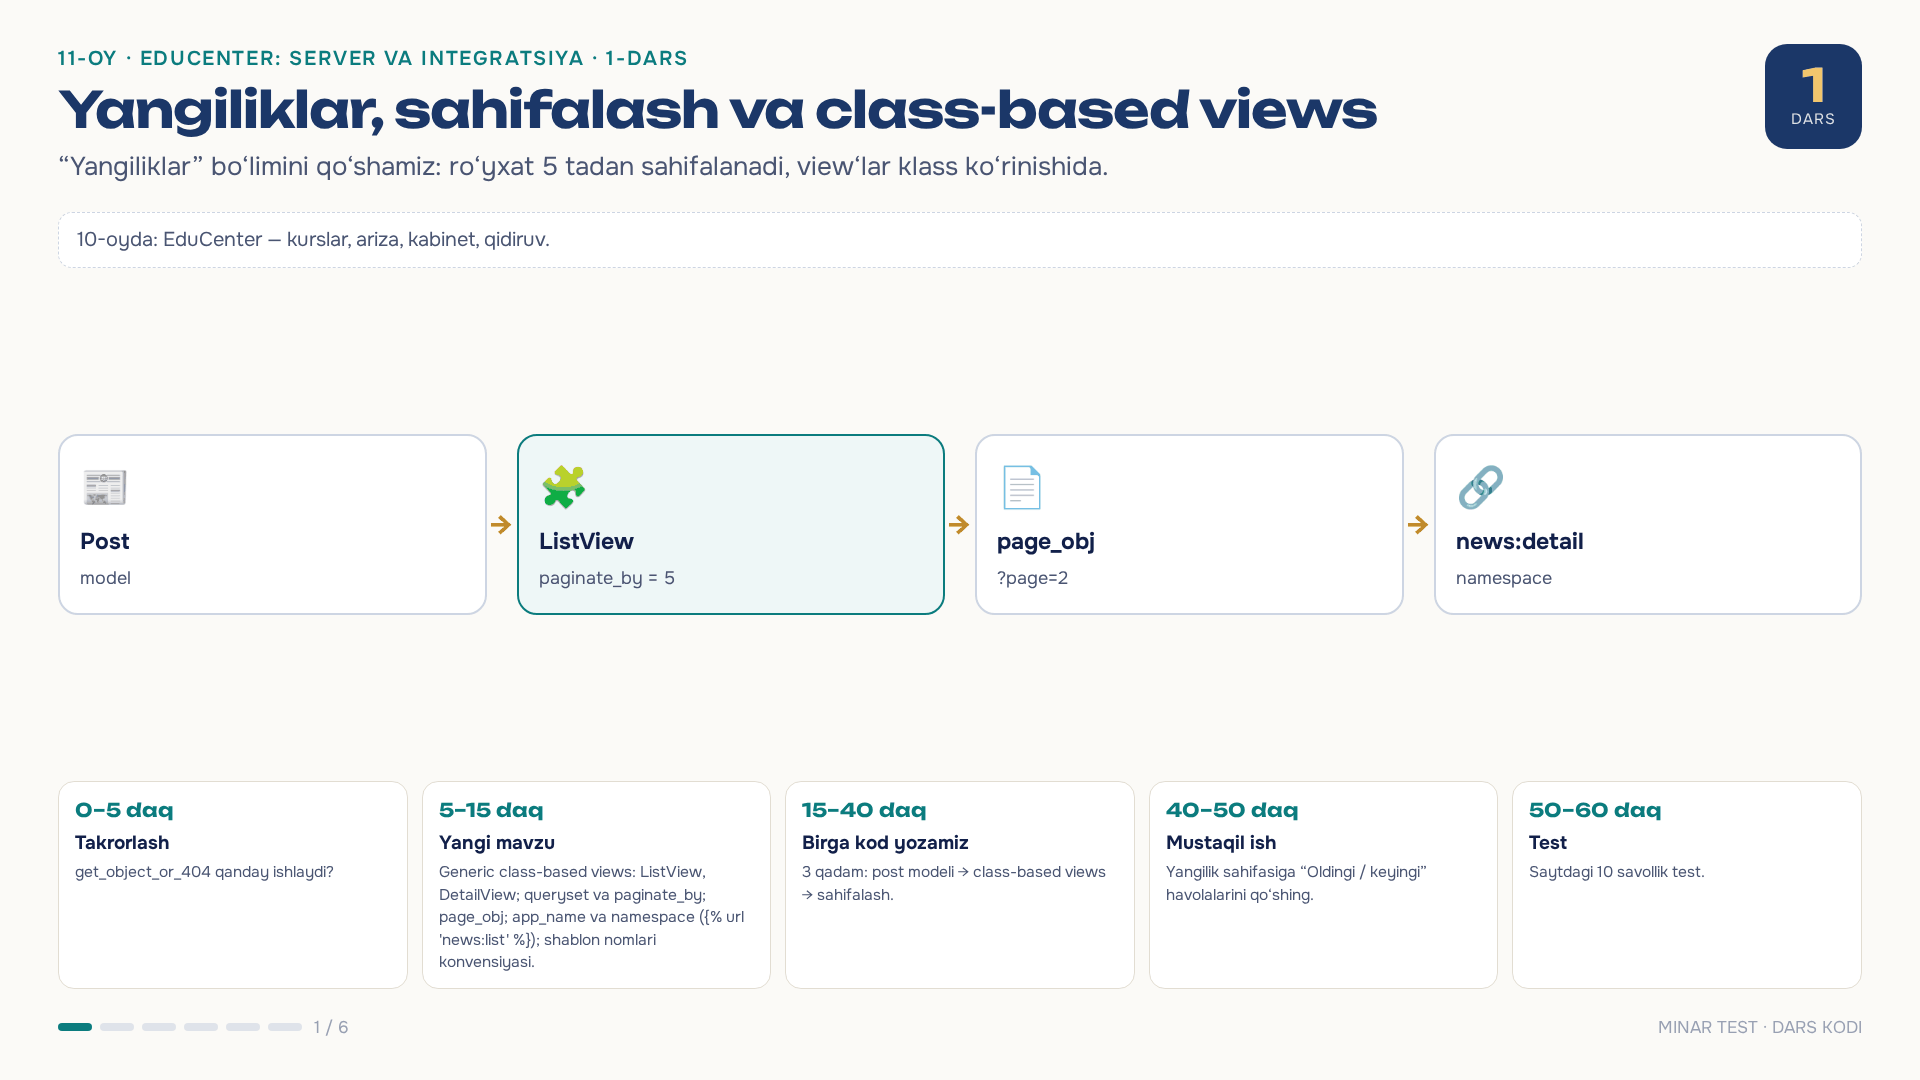 11-OY · EDUCENTER: SERVER VA INTEGRATSIYA · 1-DARS
Yangiliklar, sahifalash va class-based views
“Yangiliklar” bo‘limini qo‘shamiz: ro‘yxat 5 tadan sahifalanadi, view‘lar klass ko‘rinishida.
1
DARS
10-oyda: EduCenter — kurslar, ariza, kabinet, qidiruv.
Post
model
→
ListView
paginate_by = 5
→
page_obj
?page=2
→
news:detail
namespace
0–5 daq
Takrorlash
get_object_or_404 qanday ishlaydi?
5–15 daq
Yangi mavzu
Generic class-based views: ListView,
DetailView; queryset va paginate_by;
page_obj; app_name va namespace ({% url
'news:list' %}); shablon nomlari
konvensiyasi.
15–40 daq
Birga kod yozamiz
3 qadam: post modeli → class-based views
→ sahifalash.
40–50 daq
Mustaqil ish
Yangilik sahifasiga “Oldingi / keyingi”
havolalarini qo‘shing.
50–60 daq
Test
Saytdagi 10 savollik test.
1 / 6
MINAR TEST · DARS KODI